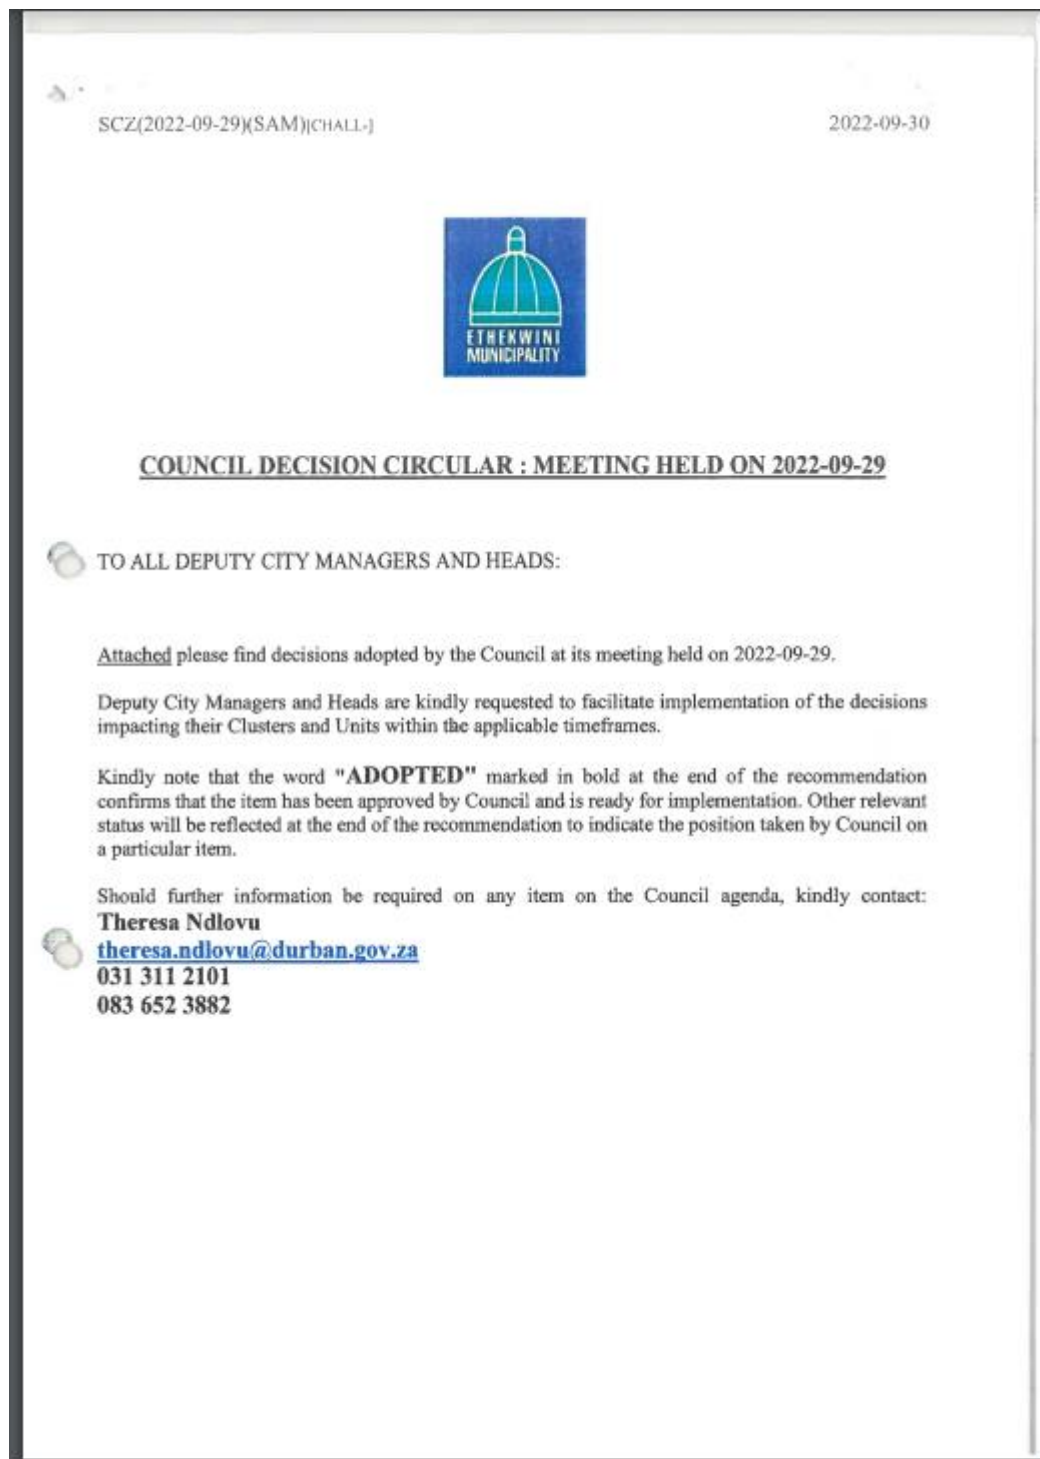 SCZ(2022-09-29)(SAM)[CHALL-]
2022-09-30
ETHEKWINI
MUNICIPALITY
COUNCIL DECISION CIRCULAR : MEETING HELD ON 2022-09-29
TO ALL DEPUTY CITY MANAGERS AND HEADS:
Attached please find decisions adopted by the Council at its meeting held on 2022-09-29.
Deputy City Managers and Heads are kindly requested to facilitate implementation of the decisions
impacting their Clusters and Units within the applicable timeframes.
Kindly note that the word "ADOPTED" marked in bold at the end of the recommendation
confirms that the item has been approved by Council and is ready for implementation. Other relevant
status will be reflected at the end of the recommendation to indicate the position taken by Council on
a particular item.
Should further information be required on any item on the Council agenda, kindly contact:
Theresa Ndlovu
theresa.ndlovu@durban.gov.za
031 311 2101
083 652 3882